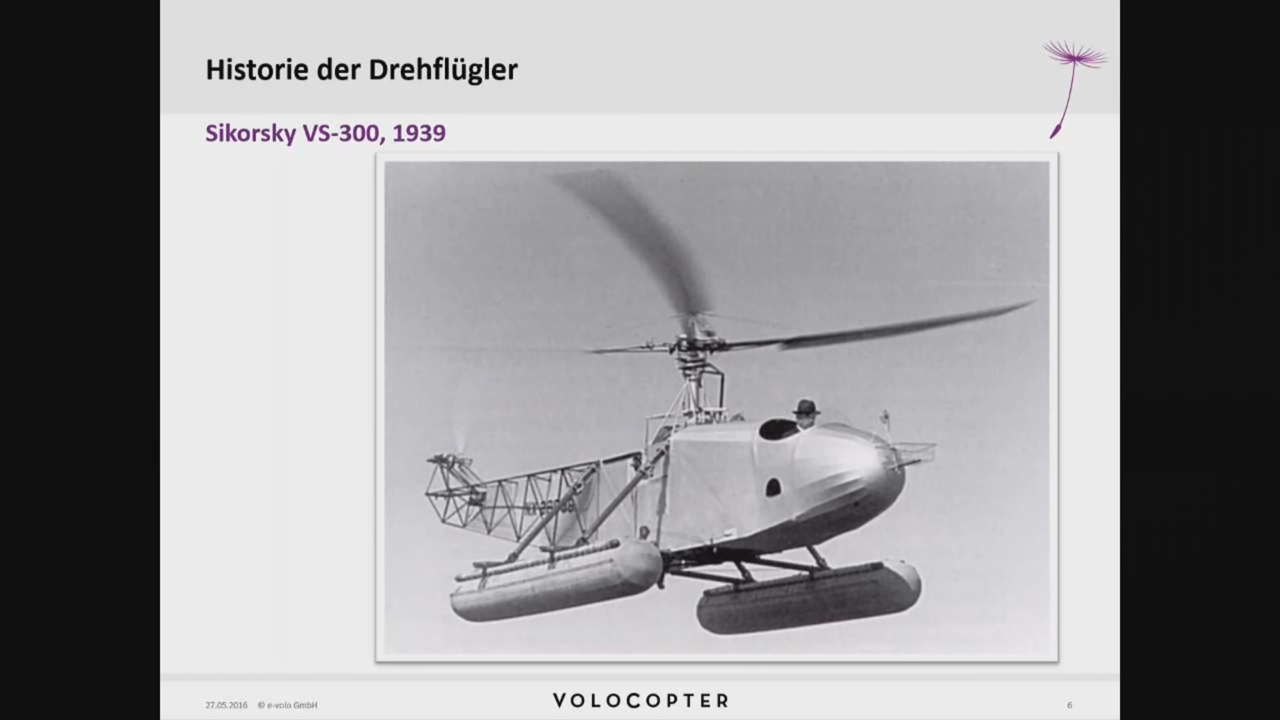 Historie der Drehflügler
Sikorsky VS-300, 1939
27.05.2016 © e-volo GmbH
VOLOCOPTER
6